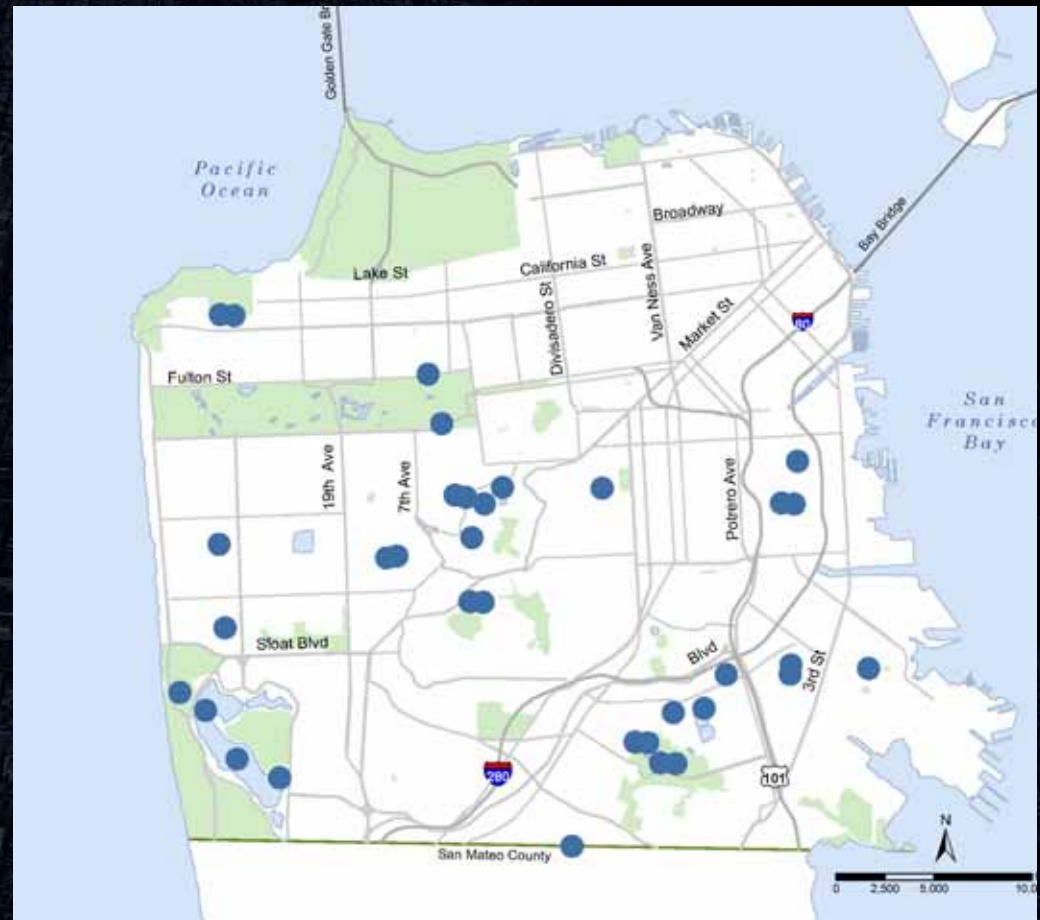 Golden Gate Br
Pacific
Ocean
Broadway
Bay Bridge
California St
Lake St
Van Ness Ave
Divisadero St
Market St
80
Fulton St
San
Francisco
Bay
19th Ave
7th Ave
Potrero Ave
Sloat Blvd
Blvd
3rd St
280
101
N
San Mateo County
0 2,500 5,000 10,0